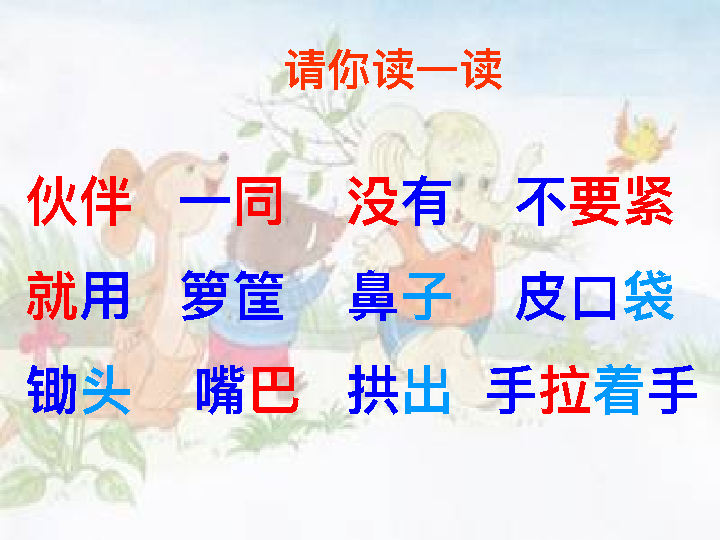 请你读一读
伙伴 一同 没有 不要紧
就用 箩筐 鼻子 皮口袋
锄头 嘴巴 拱出 手拉着手